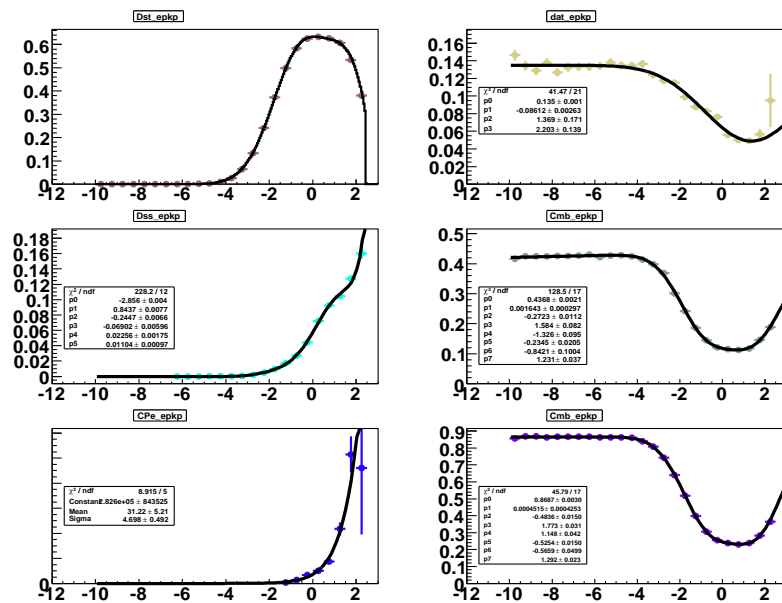 Dst_epkp
0.6
0.5
0.4
0.3
0.2
0.1
0
-12 -10 -8 -6 -4 -2 0 2
dat_epkp
0.16
0.14
0.12
0.1
0.08
0.06
0.04
-12 -10 -8 -6 -4 -2 0 2
χ² / ndf 41.47 / 21
p0 0.135 ± 0.001
p1 -0.08612 ± 0.00263
p2 1.369 ± 0.171
p3 2.203 ± 0.139
Dss_epkp
0.18
0.16
0.14
0.12
0.1
0.08
0.06
0.04
0.02
0
-12 -10 -8 -6 -4 -2 0 2
χ² / ndf 228.2 / 12
p0 -2.856 ± 0.004
p1 0.8437 ± 0.0077
p2 -0.2447 ± 0.0066
p3 -0.06902 ± 0.00596
p4 0.02256 ± 0.00175
p5 0.01104 ± 0.00097
Cmb_epkp
0.5
0.4
0.3
0.2
0.1
0
-12 -10 -8 -6 -4 -2 0 2
χ² / ndf 128.5 / 17
p0 0.4368 ± 0.0021
p1 0.001643 ± 0.000297
p2 -0.2723 ± 0.0112
p3 1.584 ± 0.082
p4 -1.326 ± 0.095
p5 -0.2345 ± 0.0205
p6 -0.8421 ± 0.1004
p7 1.231 ± 0.037
CPe_epkp
0
-12 -10 -8 -6 -4 -2 0 2
χ² / ndf 8.915 / 5
Constant 2.826e+05 ± 843525
Mean 31.22 ± 5.21
Sigma 4.698 ± 0.492
Cmb_epkp
0.9
0.8
0.7
0.6
0.5
0.4
0.3
0.2
0.1
0
-12 -10 -8 -6 -4 -2 0 2
χ² / ndf 45.79 / 17
p0 0.8687 ± 0.0030
p1 0.0004515 ± 0.0004253
p2 -0.4836 ± 0.0150
p3 1.773 ± 0.031
p4 1.148 ± 0.042
p5 -0.5254 ± 0.0150
p6 -0.5659 ± 0.0499
p7 1.292 ± 0.023